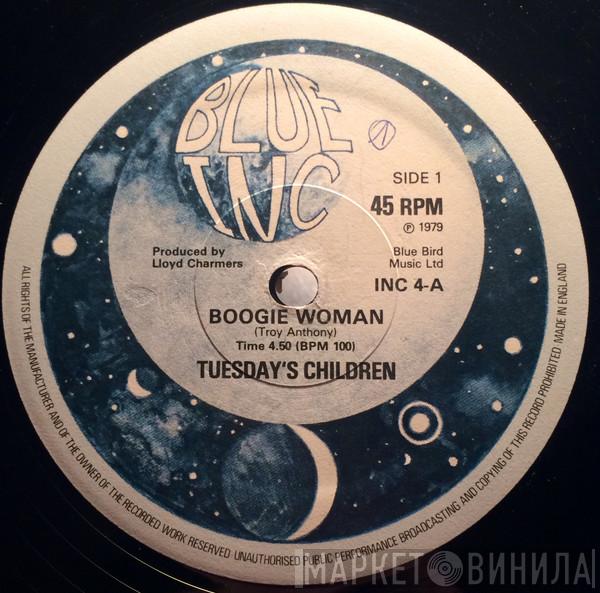 BLUE
INC
1
SIDE 1
45 RPM
℗ 1979
Produced by
Lloyd Charmers
Blue Bird
Music Ltd
INC 4-A
BOOGIE WOMAN
(Troy Anthony)
Time 4.50 (BPM 100)
TUESDAY'S CHILDREN
ALL RIGHTS OF THE MANUFACTURER AND OF THE OWNER OF THE RECORDED WORK RESERVED UNAUTHORISED PUBLIC PERFORMANCE BROADCASTING AND COPYING OF THIS RECORD PROHIBITED MADE IN ENGLAND
МАРКЕТ ВИНИЛА